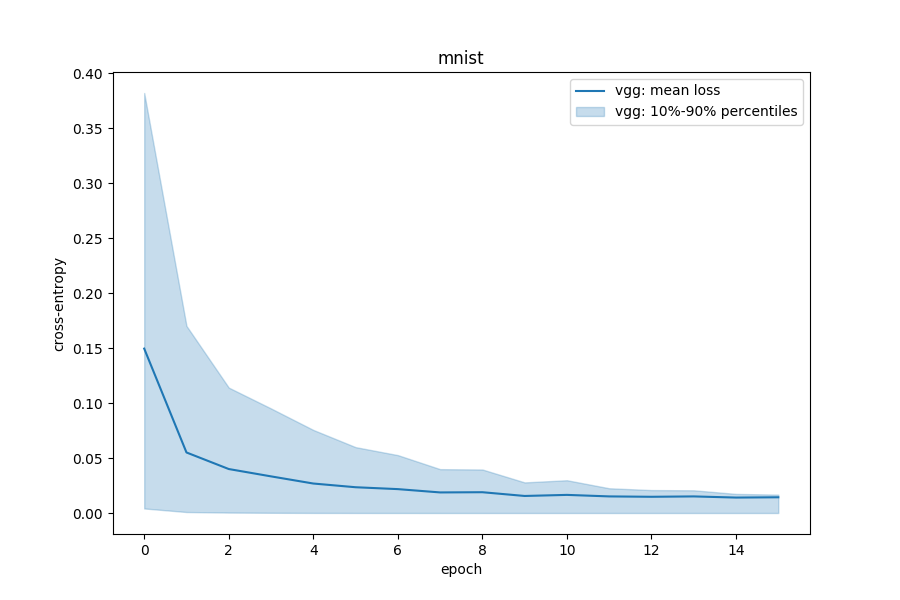 mnist
vgg: mean loss
vgg: 10%-90% percentiles
cross-entropy
0.40
0.35
0.30
0.25
0.20
0.15
0.10
0.05
0.00
0 2 4 6 8 10 12 14
epoch